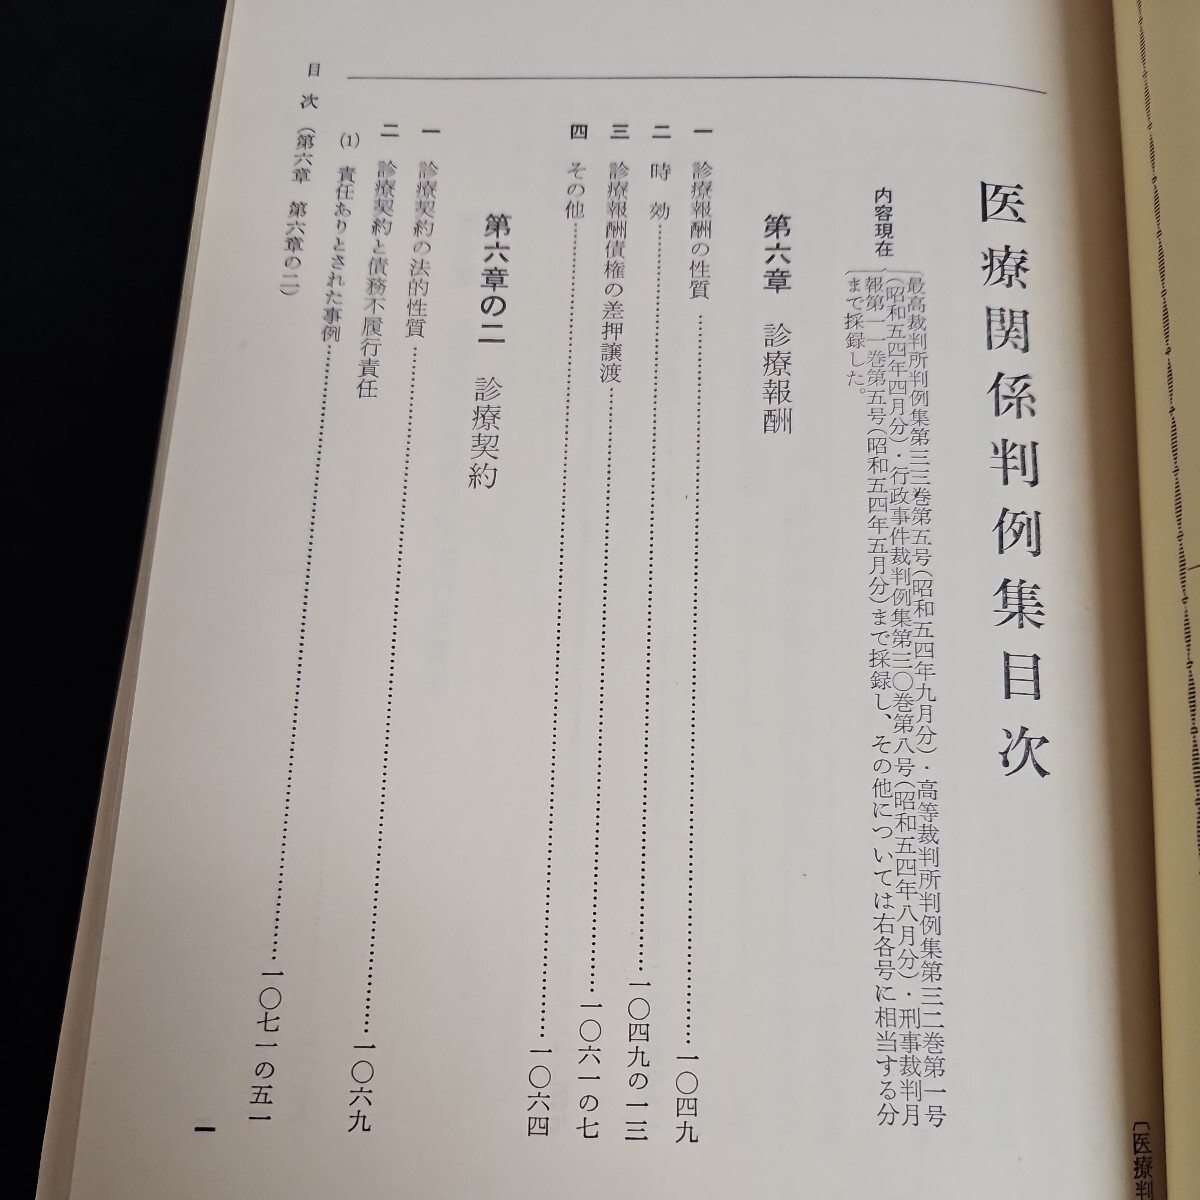 医療関係判例集目次
内容現在
最高裁判所判例集第三三巻第五号(昭和五四年九月分)・高等裁判所判例集第三二巻第一号
(昭和五四年四月分)・行政事件裁判例集第三〇巻第八号(昭和五四年八月分)・刑事裁判月
報第一一巻第五号(昭和五四年五月分)まで採録し、その他については右各号に相当する分
まで採録した。
第六章 診療報酬
一 診療報酬の性質……一〇四九
二 時効……一〇四九の一三
三 診療報酬債権の差押譲渡……一〇六一の七
四 その他……一〇六四
第六章の二 診療契約
一 診療契約の法的性質……一〇六九
二 診療契約と債務不履行責任
(1) 責任ありとされた事例……一〇七一の五一
目次 (第六章 第六章の二)
一
〔医療判